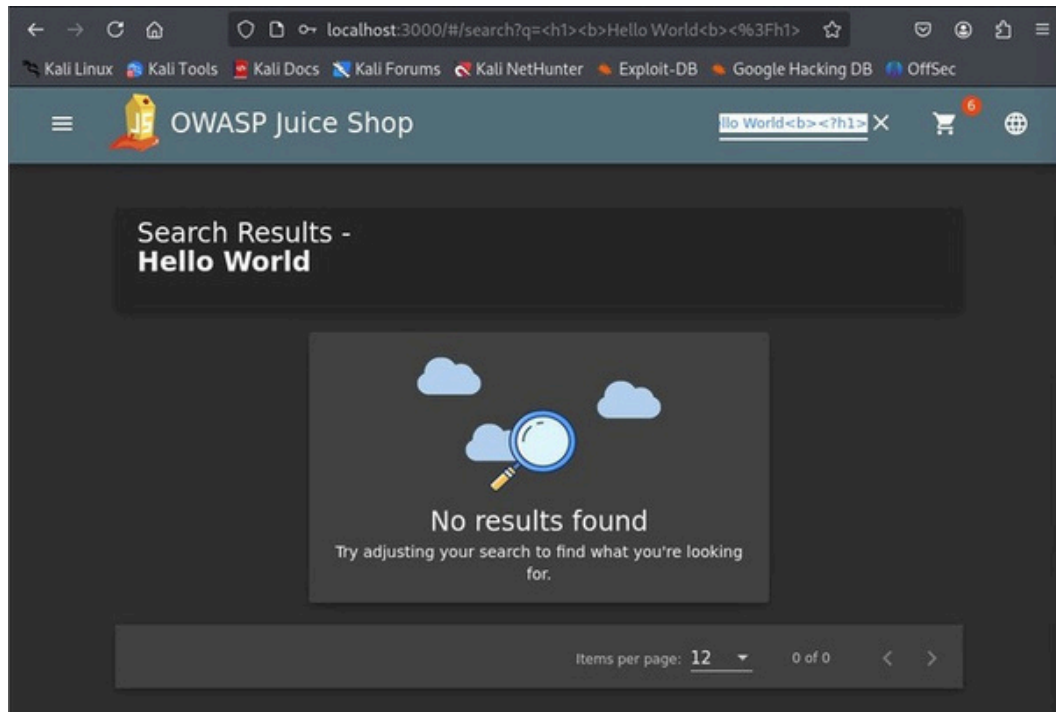 localhost:3000/#/search?q=<h1><b>Hello World<b><%3Fh1>
Kali Linux Kali Tools Kali Docs Kali Forums Kali NetHunter Exploit-DB Google Hacking DB OffSec
JS OWASP Juice Shop llo World<b><?h1> 6
Search Results -
Hello World
No results found
Try adjusting your search to find what you're looking
for.
Items per page: 12 0 of 0